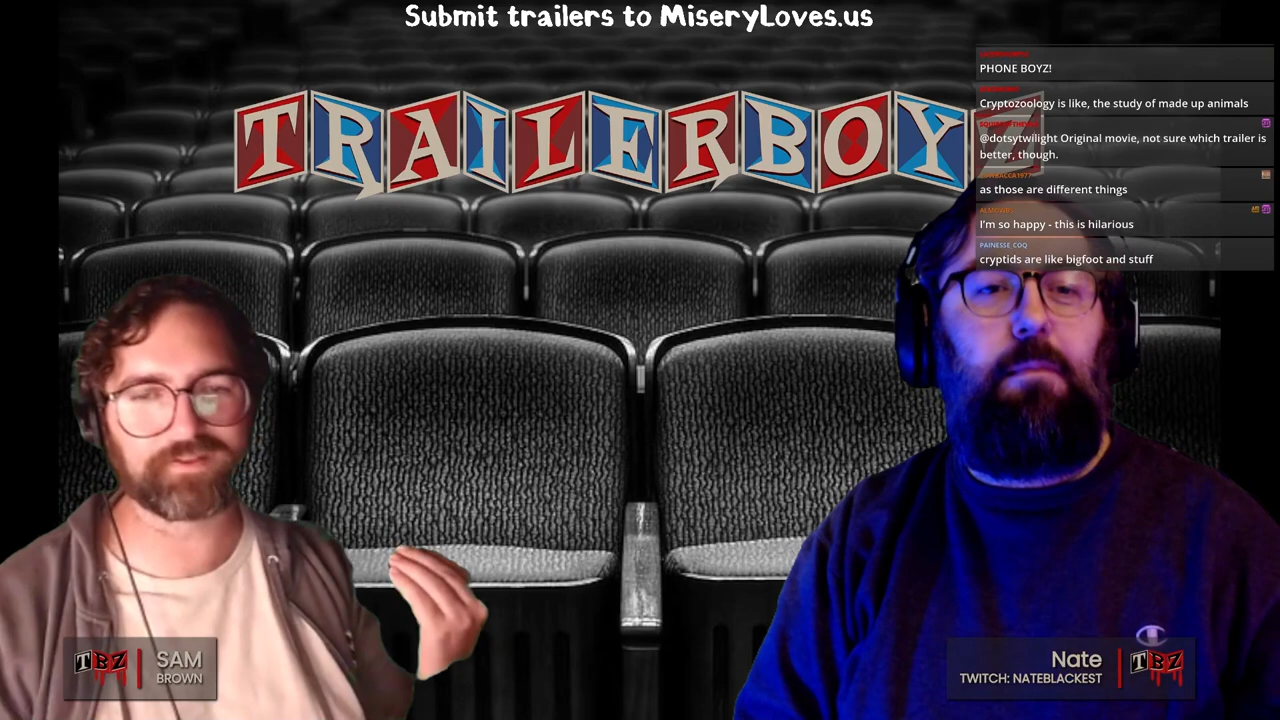 Submit trailers to MiseryLoves.us
TRAILERBOY
PHONE BOYZ!
Cryptozoology is like, the study of made up animals
@dotsytwilight Original movie, not sure which trailer is
better, though.
as those are different things
I'm so happy - this is hilarious
PAINESSE_COQ
cryptids are like bigfoot and stuff
TBZ
SAM
BROWN
Nate
TWITCH: NATEBLACKEST
TBZ